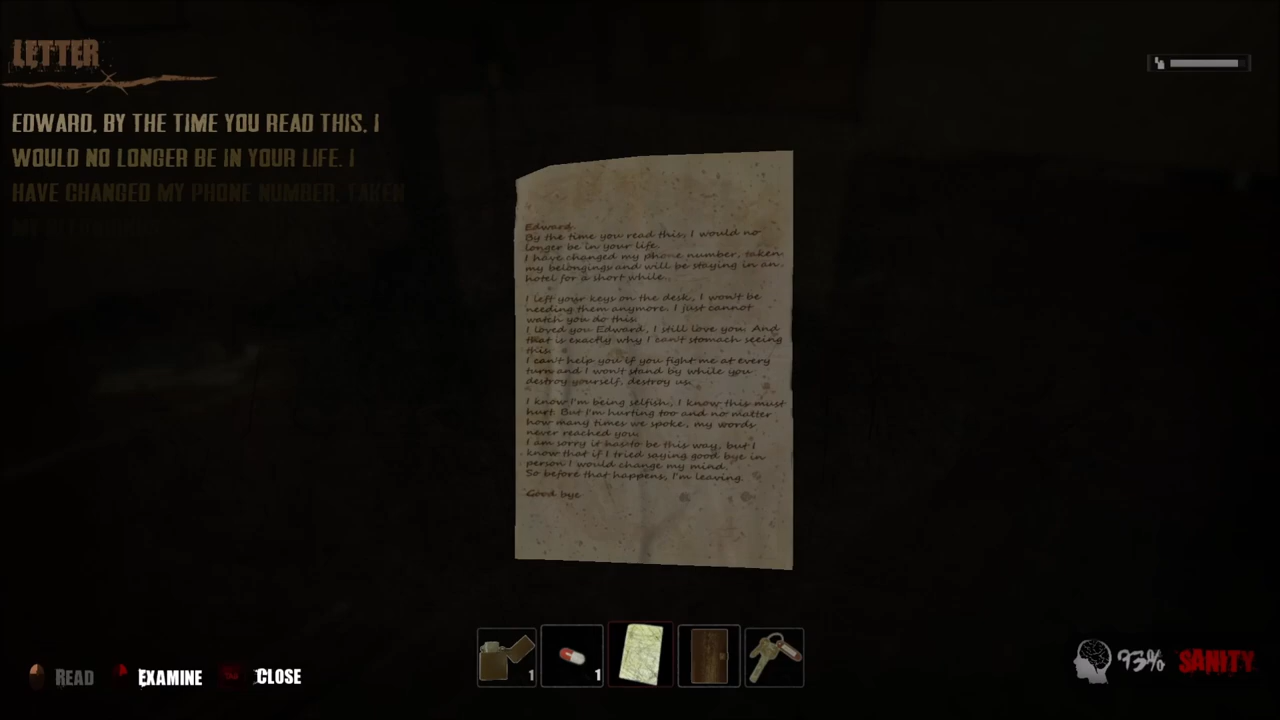 LETTER
EDWARD, BY THE TIME YOU READ THIS, I
WOULD NO LONGER BE IN YOUR LIFE. I
HAVE CHANGED MY PHONE NUMBER, TAKEN
MY BELONGINGS
Edward,
By the time you read this, I would no
longer be in your life.
I have changed my phone number, taken
my belongings and will be staying in an
hotel for a short while.
I left your keys on the desk, I won't be
needing them anymore. I just cannot
watch you do this.
I loved you Edward, I still love you. And
that is exactly why I can't stomach seeing
this.
I can't help you if you fight me at every
turn and I won't stand by while you
destroy yourself, destroy us.
I know I'm being selfish, I know this must
hurt. But I'm hurting too and no matter
how many times we spoke, my words
never reached you.
I am sorry it has to be this way, but I
know that if I tried saying good bye in
person I would change my mind.
So before that happens, I'm leaving.
Good bye
1
1
READ
EXAMINE
CLOSE
93% SANITY